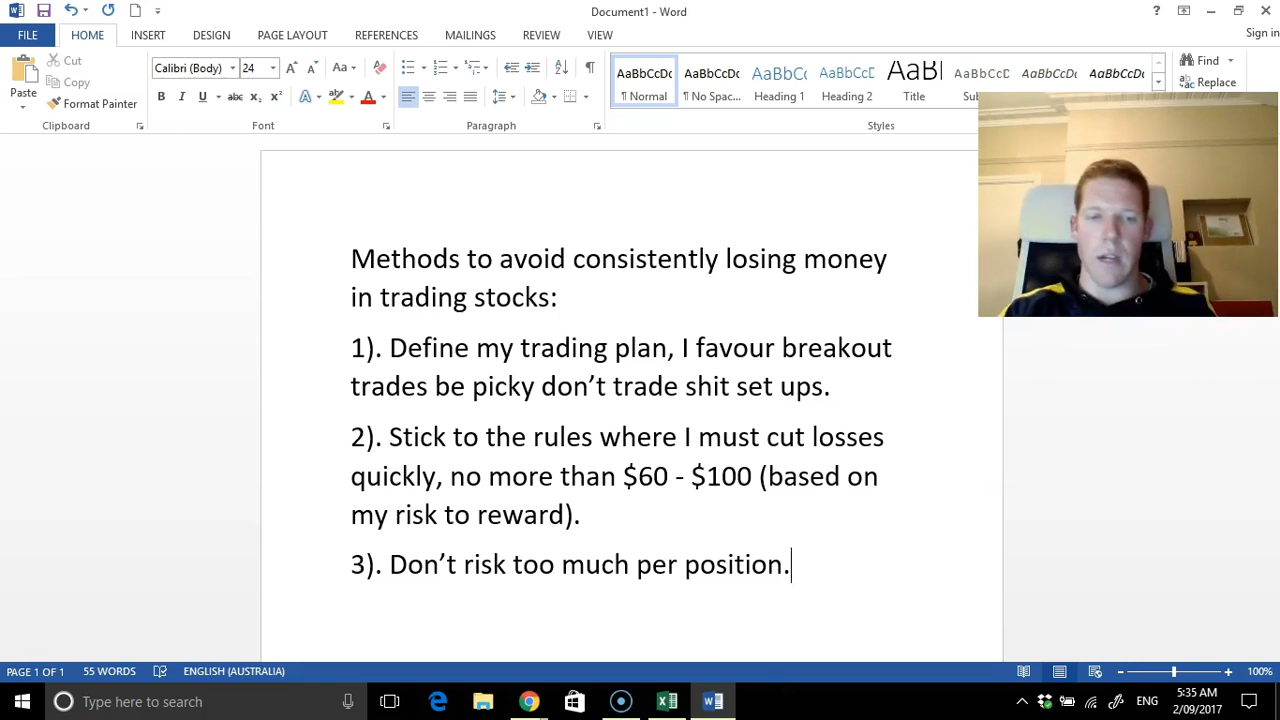 Document1 - Word
?
FILE HOME INSERT DESIGN PAGE LAYOUT REFERENCES MAILINGS REVIEW VIEW Sign in
Paste
Cut
Copy
Format Painter
Clipboard
Calibri (Body) 24
Font
Paragraph
AaBbCcDc AaBbCcDc AaBbCc AaBbCcD AaBb AaBbCcD AaBbCcDc AaBbCcDc
¶ Normal ¶ No Spac... Heading 1 Heading 2 Title
Styles
Find
Replace
Methods to avoid consistently losing money
in trading stocks:
1). Define my trading plan, I favour breakout
trades be picky don’t trade shit set ups.
2). Stick to the rules where I must cut losses
quickly, no more than $60 - $100 (based on
my risk to reward).
3). Don’t risk too much per position.
PAGE 1 OF 1 55 WORDS ENGLISH (AUSTRALIA) 100%
Type here to search
ENG
5:35 AM
2/09/2017